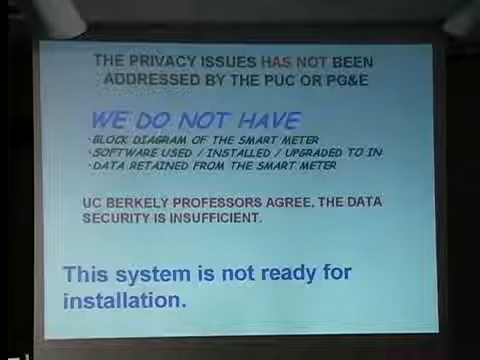 THE PRIVACY ISSUES HAS NOT BEEN
ADDRESSED BY THE PUC OR PG&E
WE DO NOT HAVE
·BLOCK DIAGRAM OF THE SMART METER
·SOFTWARE USED / INSTALLED / UPGRADED TO IN
·DATA RETAINED FROM THE SMART METER
UC BERKELY PROFESSORS AGREE, THE DATA
SECURITY IS INSUFFICIENT.
This system is not ready for
installation.